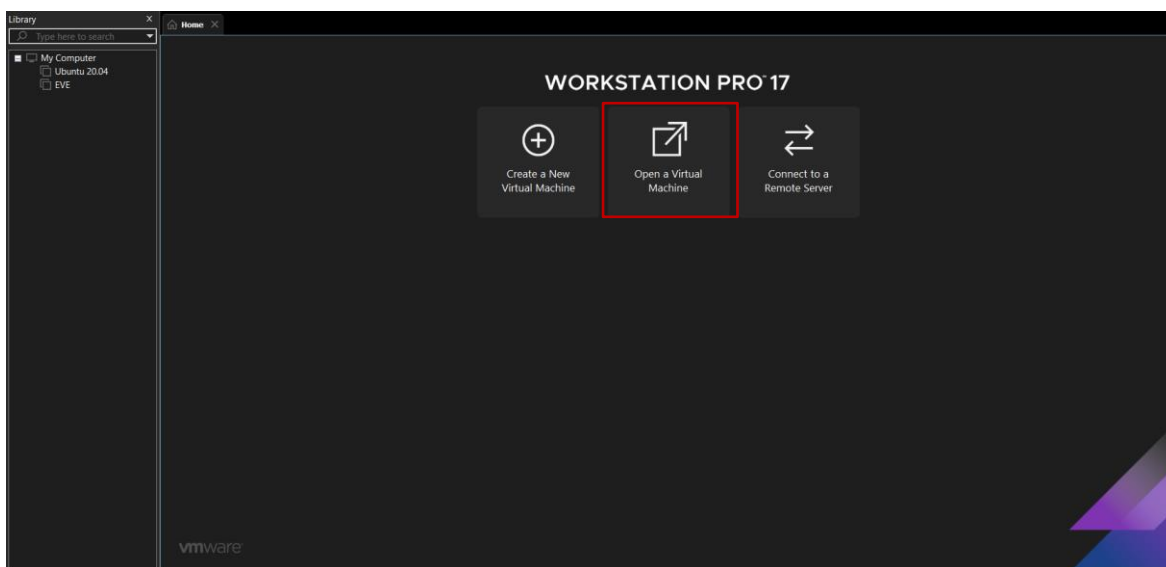 Library
X
Home
Type here to search
My Computer
Ubuntu 20.04
EVE
WORKSTATION PRO™ 17
Create a New
Virtual Machine
Open a Virtual
Machine
Connect to a
Remote Server
vmware